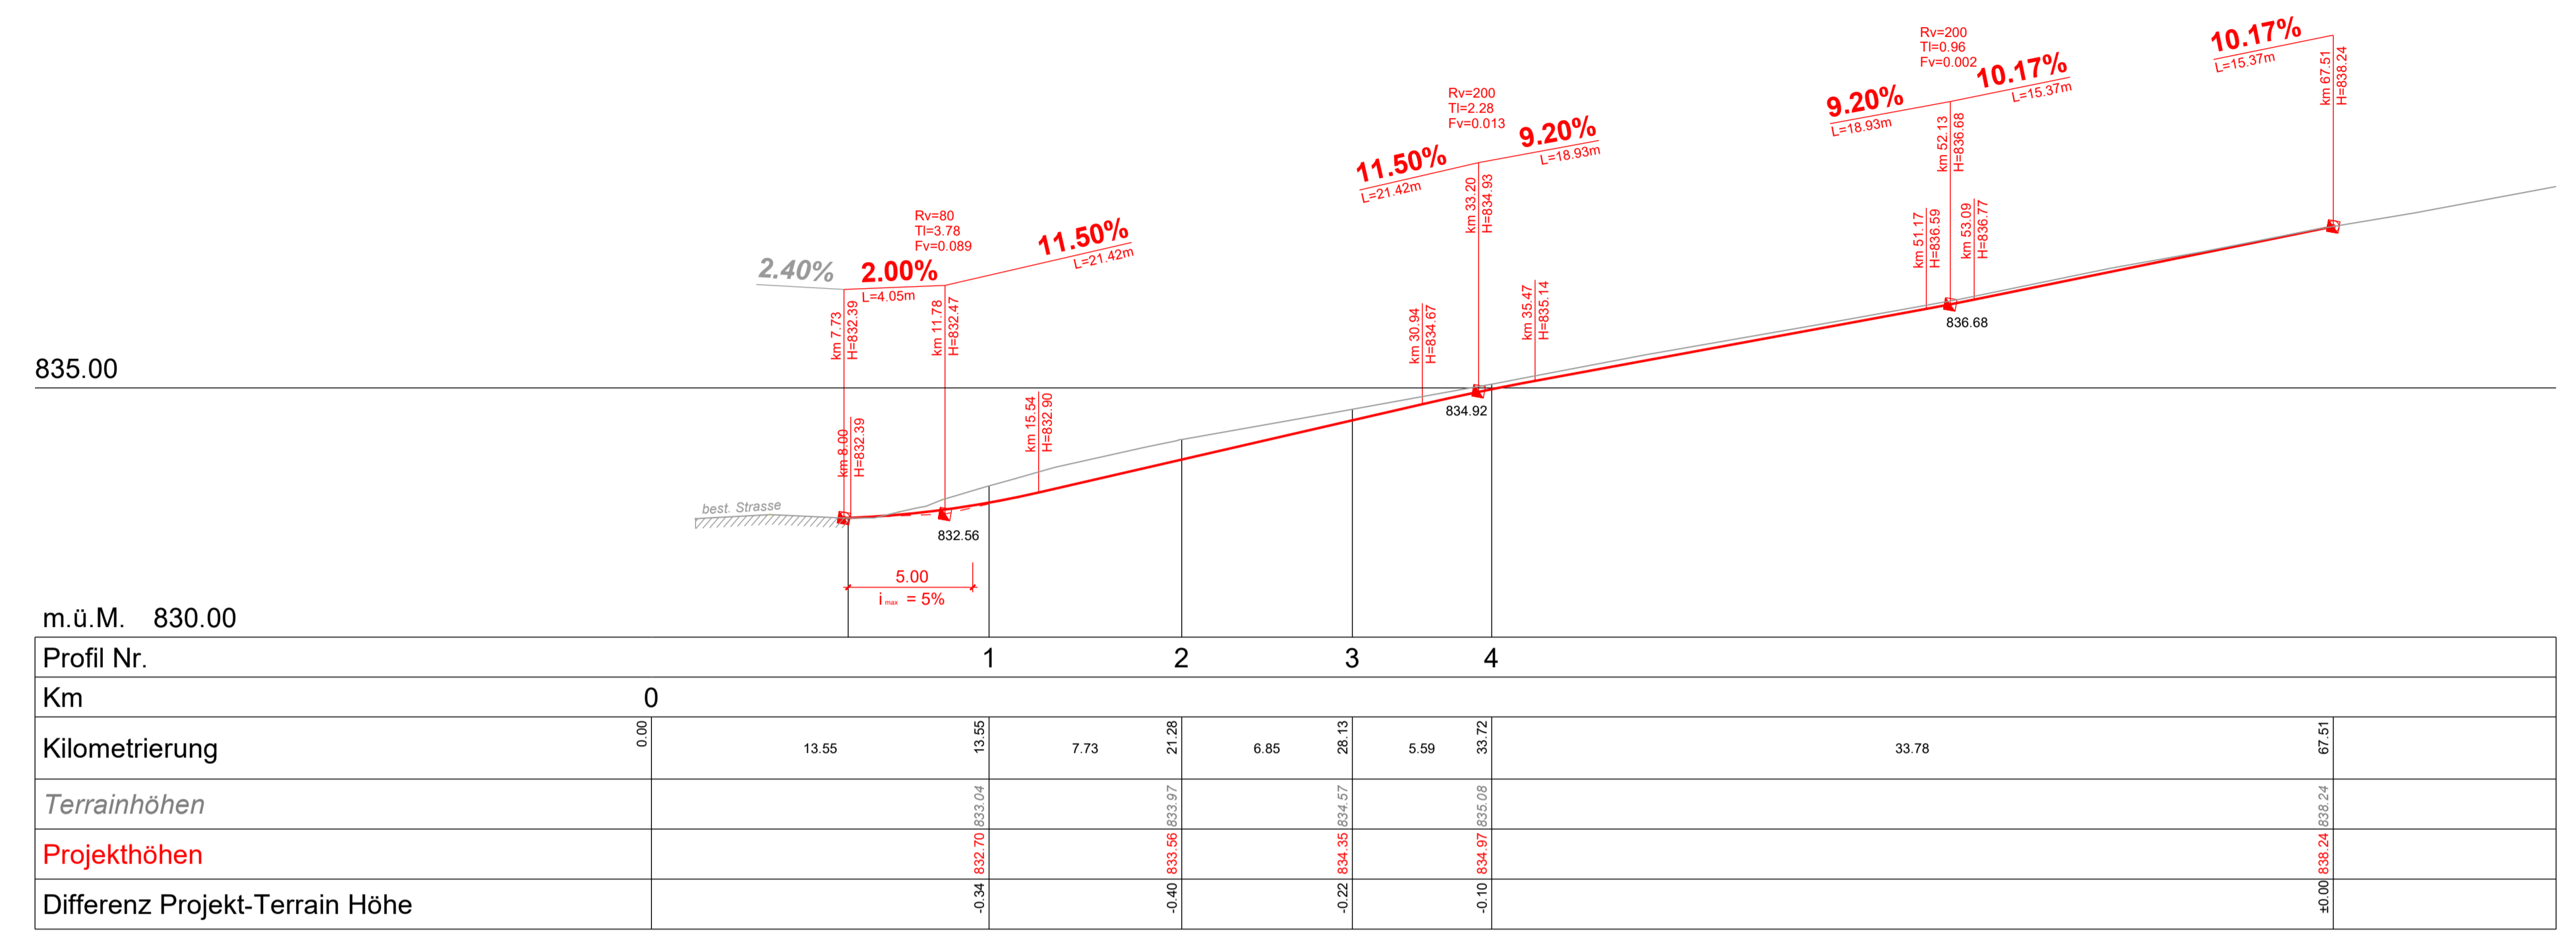 Rv=200
Tl=0.96
Fv=0.002
10.17%
L=15.37m
km 67.51
H=838.24
9.20%
L=18.93m
10.17%
L=15.37m
km 52.13
H=836.68
Rv=200
Tl=2.28
Fv=0.013
11.50%
L=21.42m
9.20%
L=18.93m
km 33.20
H=834.93
km 51.17
H=836.59
km 53.09
H=836.77
Rv=80
Tl=3.78
Fv=0.089
2.40%
2.00%
L=4.05m
11.50%
L=21.42m
km 7.73
H=832.39
km 11.78
H=832.47
km 30.94
H=834.67
km 35.47
H=835.14
836.68
835.00
km 8.00
H=832.39
km 15.54
H=832.90
834.92
best. Strasse
832.56
5.00
i max = 5%
m.ü.M. 830.00
Profil Nr. 1 2 3 4
Km 0
Kilometrierung 0.00 13.55 13.55 7.73 21.28 6.85 28.13 5.59 33.72 33.78 67.51
Terrainhöhen 833.04 833.97 834.57 835.08 838.24
Projekthöhen 832.70 833.56 834.35 834.97 838.24
Differenz Projekt-Terrain Höhe -0.34 -0.40 -0.22 -0.10 ±0.00